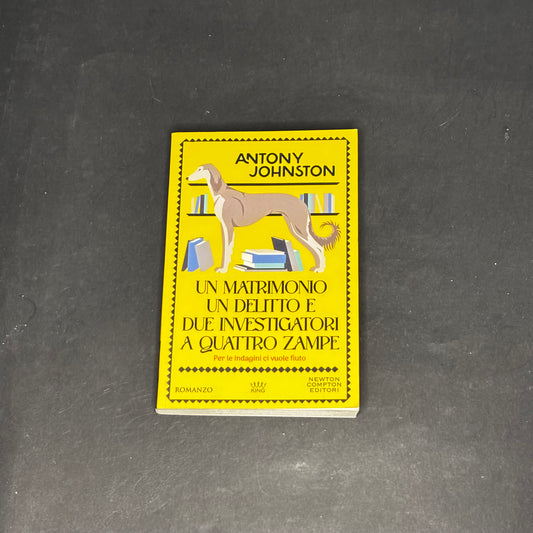 ANTONY
JOHNSTON
UN MATRIMONIO
UN DELITTO E
DUE INVESTIGATORI
A QUATTRO ZAMPE
Per le indagini ci vuole fiuto
ROMANZO
KING
NEWTON
COMPTON
EDITORI